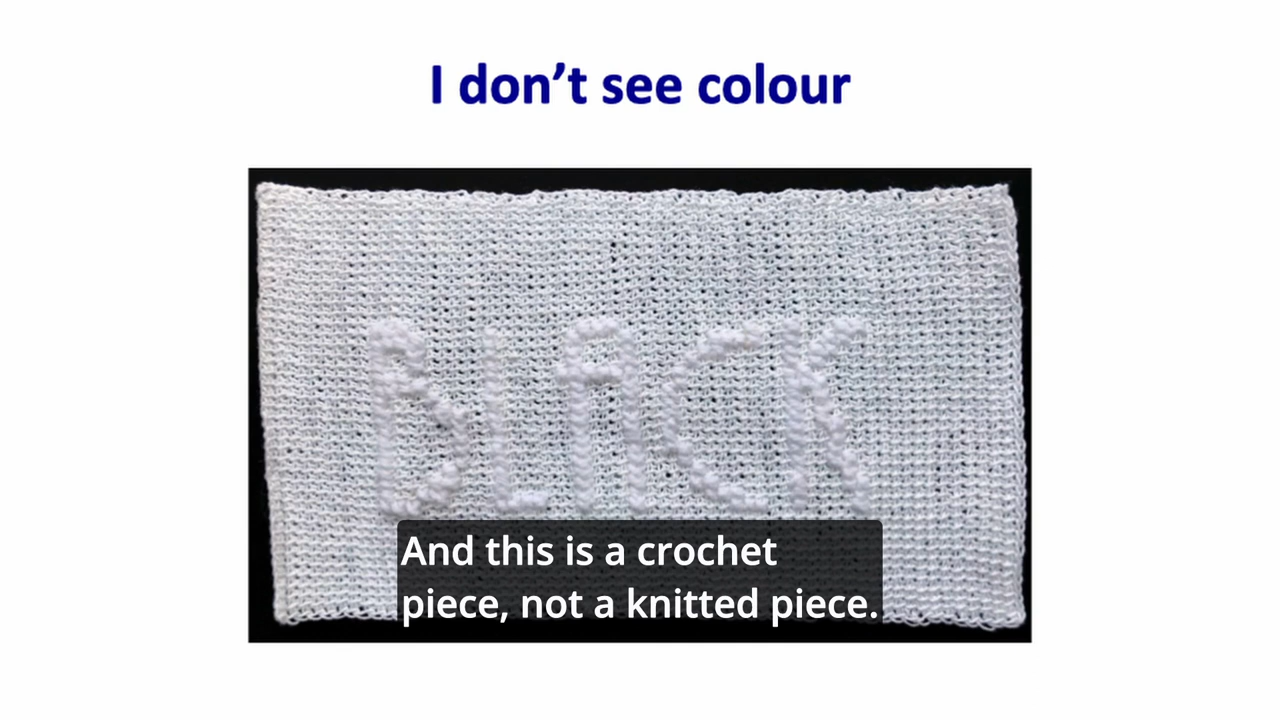 I don’t see colour
BLACK
And this is a crochet
piece, not a knitted piece.